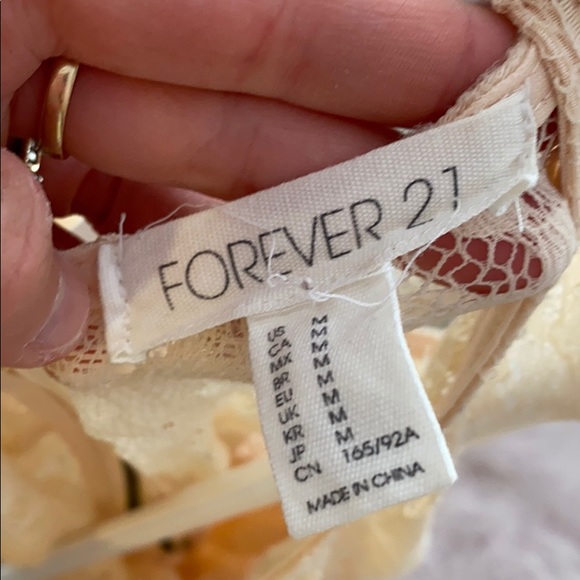 FOREVER 21
US M
CA M
MX M
BR M
EU M
UK M
KR M
JP M
CN 165/92A
MADE IN CHINA